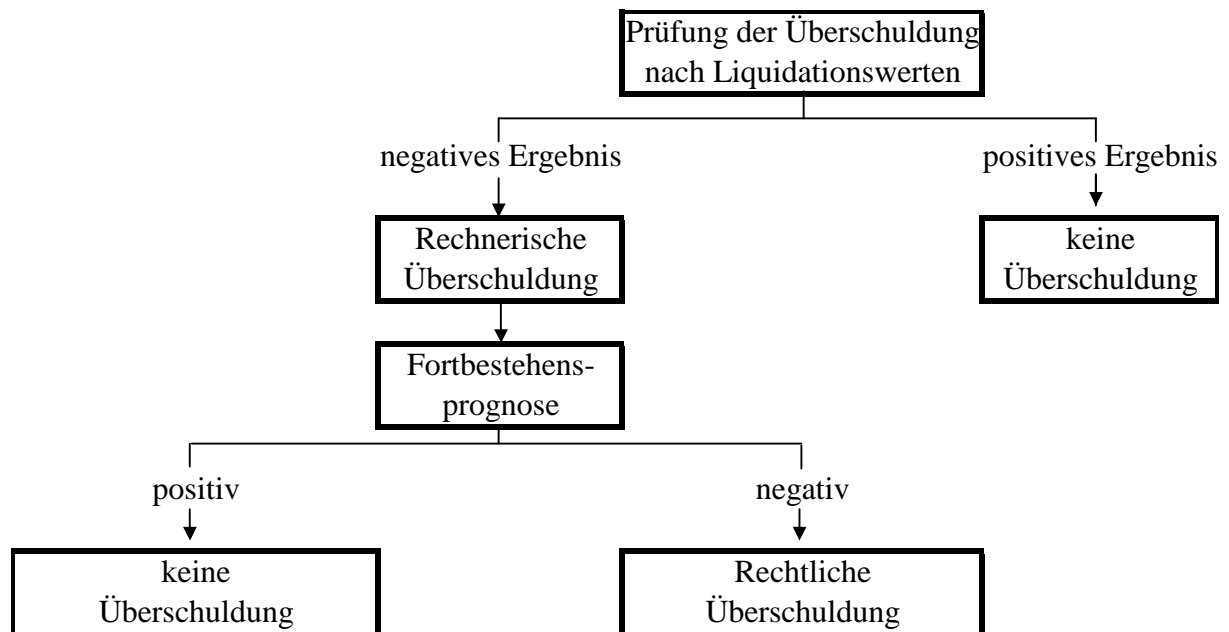 Prüfung der Überschuldung
nach Liquidationswerten
negatives Ergebnis
positives Ergebnis
Rechnerische
Überschuldung
keine
Überschuldung
Fortbestehens-
prognose
positiv
negativ
keine
Überschuldung
Rechtliche
Überschuldung